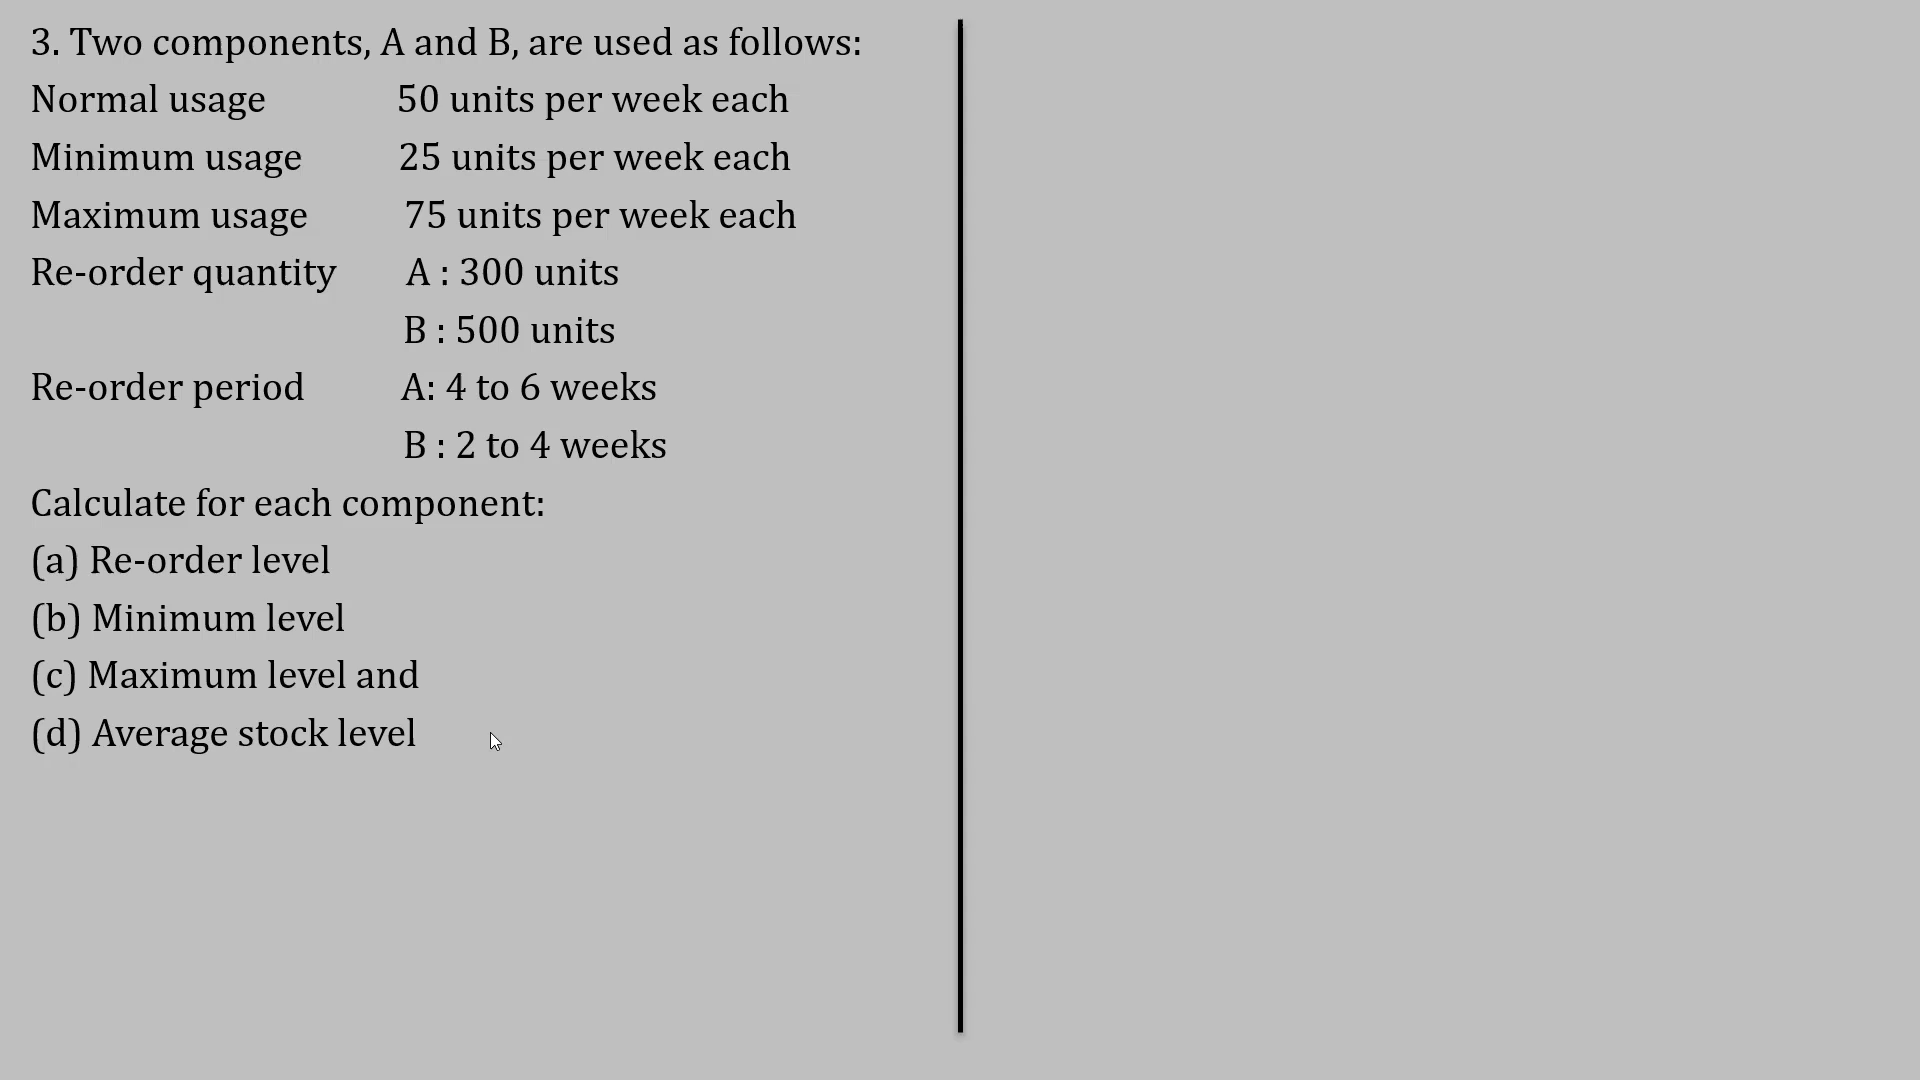 3. Two components, A and B, are used as follows:
Normal usage 50 units per week each
Minimum usage 25 units per week each
Maximum usage 75 units per week each
Re-order quantity A : 300 units
B : 500 units
Re-order period A: 4 to 6 weeks
B : 2 to 4 weeks
Calculate for each component:
(a) Re-order level
(b) Minimum level
(c) Maximum level and
(d) Average stock level